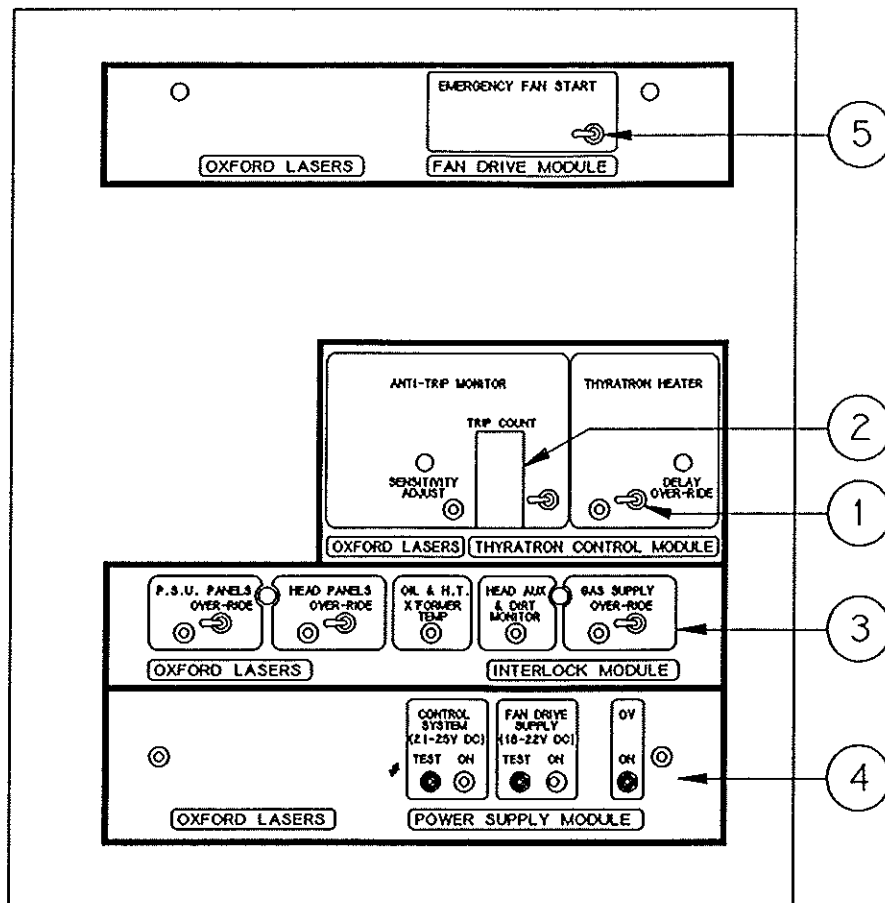 EMERGENCY FAN START
OXFORD LASERS
FAN DRIVE MODULE
5
ANTI-TRIP MONITOR
THYRATRON HEATER
TRIP COUNT
2
SENSITIVITY
ADJUST
DELAY
OVER-RIDE
1
OXFORD LASERS
THYRATRON CONTROL MODULE
P.S.U. PANELS
OVER-RIDE
HEAD PANELS
OVER-RIDE
OIL & H.T.
X'FORMER
TEMP
HEAD AUX
& DIRT
MONITOR
GAS SUPPLY
OVER-RIDE
3
OXFORD LASERS
INTERLOCK MODULE
CONTROL
SYSTEM
(21-25V DC)
TEST ON
FAN DRIVE
SUPPLY
(18-22V DC)
TEST ON
0V
ON
4
OXFORD LASERS
POWER SUPPLY MODULE